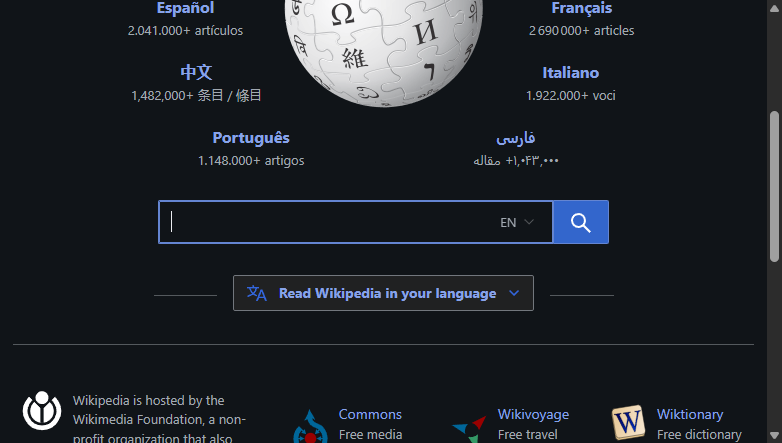 Español
2.041.000+ artículos
Français
2 690 000+ articles
Ω
И
維
中文
1,482,000+ 条目 / 條目
Italiano
1.922.000+ voci
Português
1.148.000+ artigos
فارسی
۱٬۰۴۳٬۰۰۰+ مقاله
EN
Read Wikipedia in your language
Wikipedia is hosted by the
Wikimedia Foundation, a non-
profit organization that also
Commons
Free media
Wikivoyage
Free travel
W
Wiktionary
Free dictionary